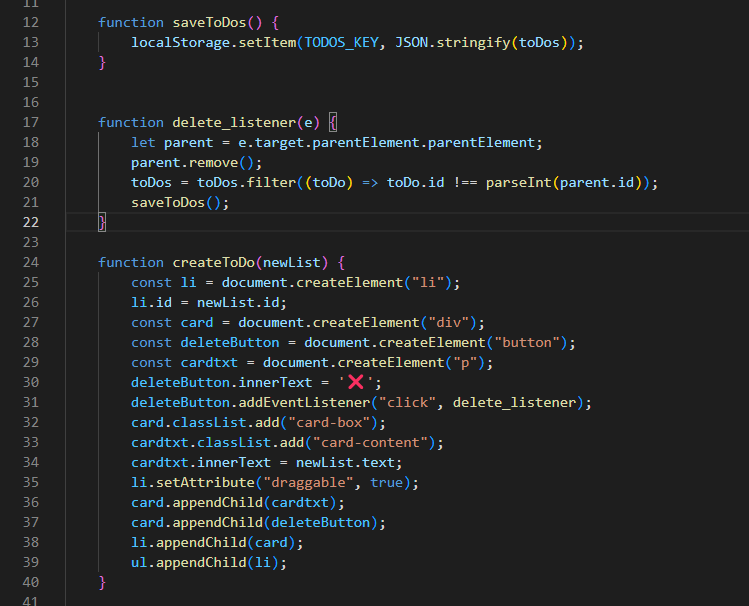 11
12 function saveToDos() {
13 localStorage.setItem(TODOS_KEY, JSON.stringify(toDos));
14 }
15
16
17 function delete_listener(e) {
18 let parent = e.target.parentElement.parentElement;
19 parent.remove();
20 toDos = toDos.filter((toDo) => toDo.id !== parseInt(parent.id));
21 saveToDos();
22 }
23
24 function createToDo(newList) {
25 const li = document.createElement("li");
26 li.id = newList.id;
27 const card = document.createElement("div");
28 const deleteButton = document.createElement("button");
29 const cardtxt = document.createElement("p");
30 deleteButton.innerText = '❌';
31 deleteButton.addEventListener("click", delete_listener);
32 card.classList.add("card-box");
33 cardtxt.classList.add("card-content");
34 cardtxt.innerText = newList.text;
35 li.setAttribute("draggable", true);
36 card.appendChild(cardtxt);
37 card.appendChild(deleteButton);
38 li.appendChild(card);
39 ul.appendChild(li);
40 }
41